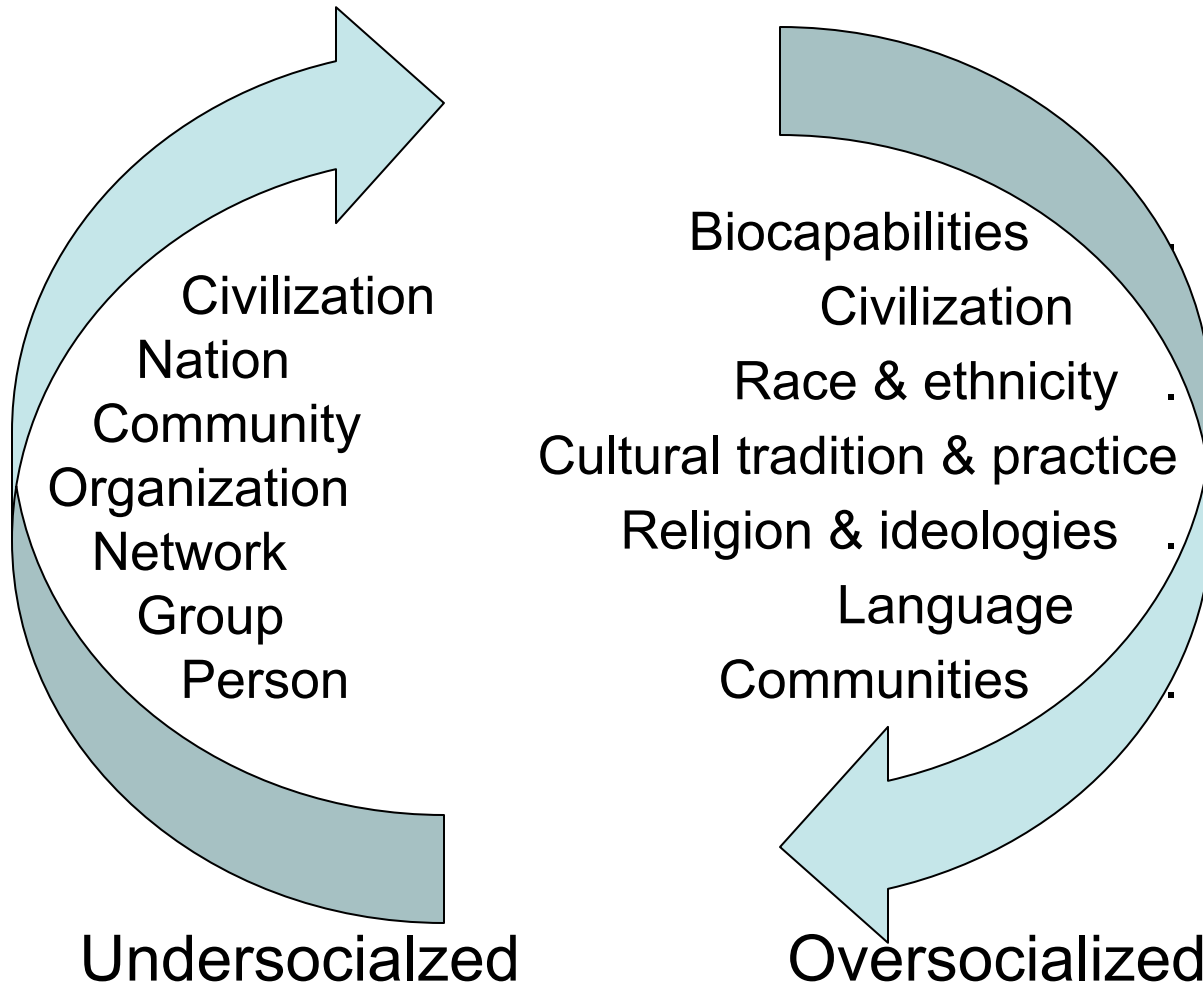 Civilization
Nation
Community
Organization
Network
Group
Person
Undersocialzed
Biocapabilities .
Civilization
Race & ethnicity .
Cultural tradition & practice
Religion & ideologies .
Language
Communities .
Oversocialized